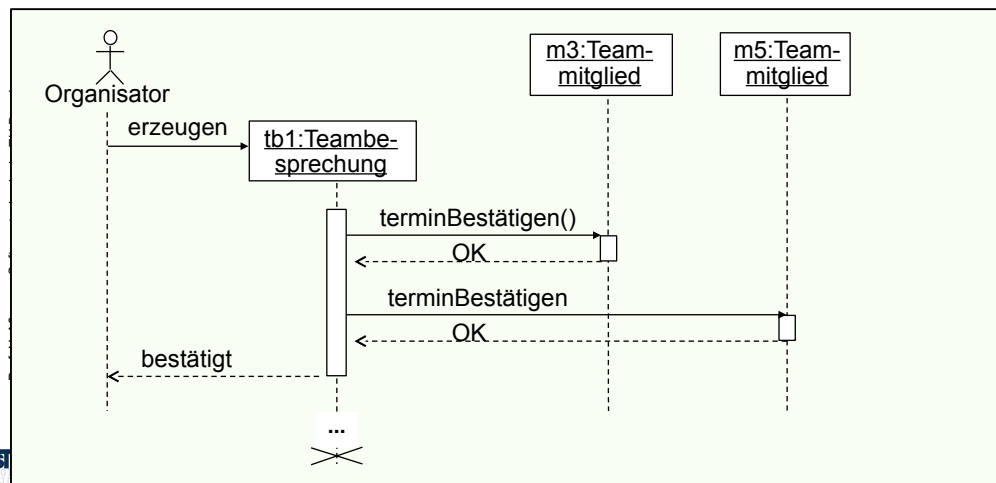 m3:Team-
mitglied
m5:Team-
mitglied
Organisator
erzeugen
tb1:Teambe-
sprechung
terminBestätigen()
OK
terminBestätigen
OK
bestätigt
...